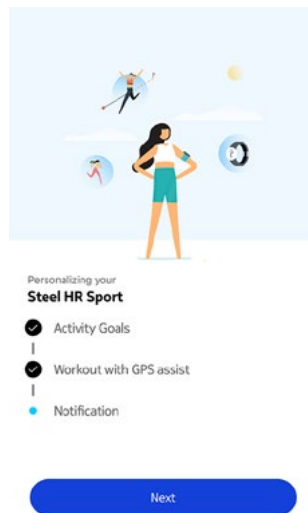 Personalizing your
Steel HR Sport
Activity Goals
Workout with GPS assist
Notification
Next